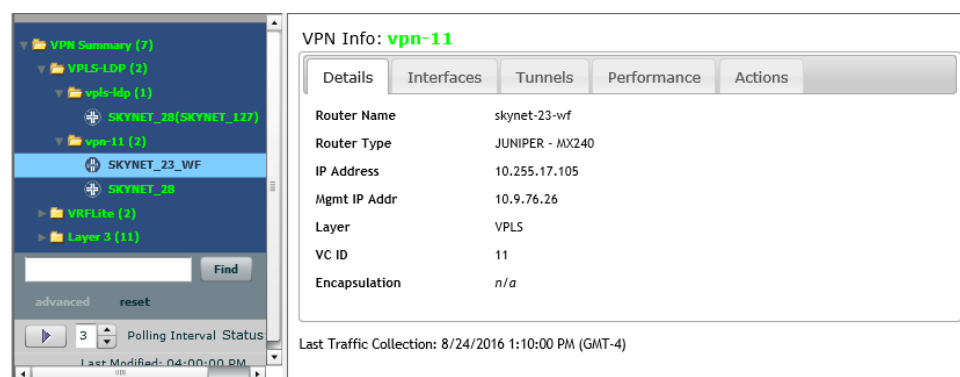 VPN Summary (7)
VPLS-LDP (2)
vpls-ldp (1)
SKYNET_28(SKYNET_127)
vpn-11 (2)
SKYNET_23_WF
SKYNET_28
VRFLite (2)
Layer 3 (11)
Find
advanced reset
3 Polling Interval Status:
Last Modified: 04:00:00 PM
VPN Info: vpn-11
Details Interfaces Tunnels Performance Actions
Router Name skynet-23-wf
Router Type JUNIPER - MX240
IP Address 10.255.17.105
Mgmt IP Addr 10.9.76.26
Layer VPLS
VC ID 11
Encapsulation n/a
Last Traffic Collection: 8/24/2016 1:10:00 PM (GMT-4)